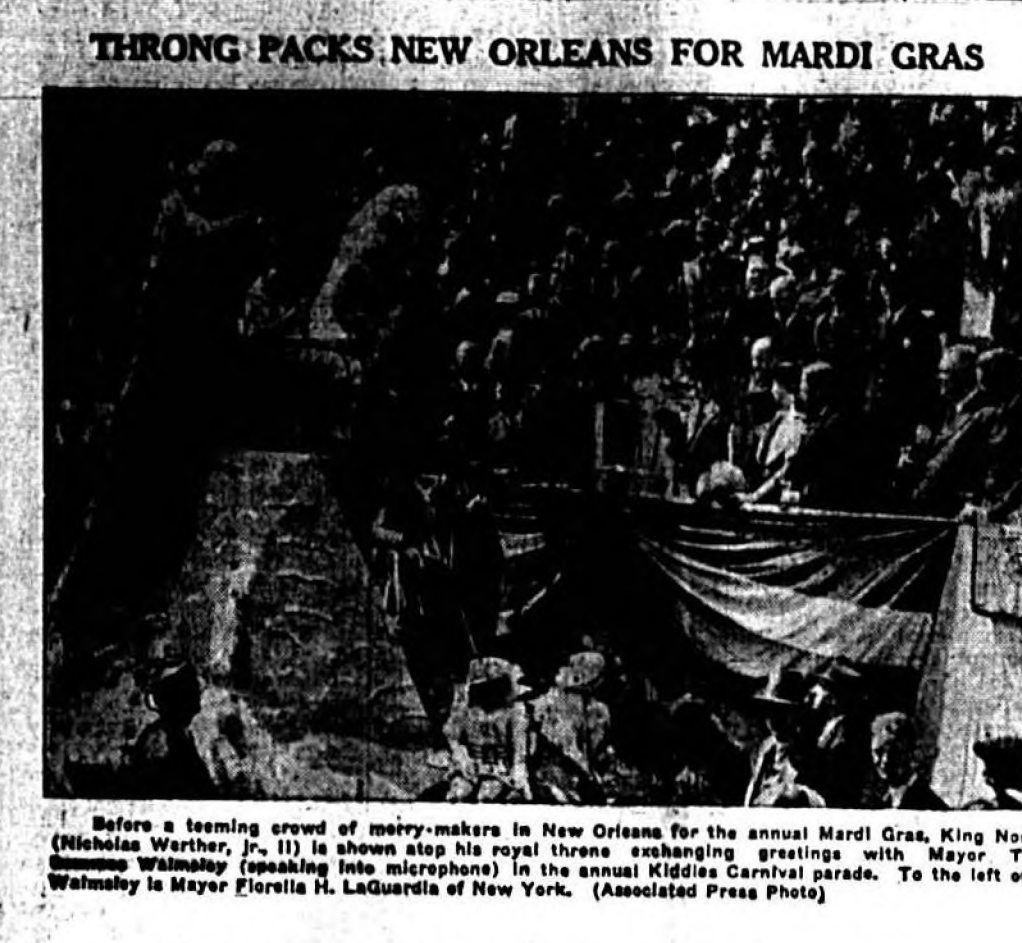 THRONG PACKS NEW ORLEANS FOR MARDI GRAS
Before a teeming crowd of merry-makers in New Orleans for the annual Mardi Gras, King No
(Nicholas Werther, Jr., II) is shown atop his royal throne exchanging greetings with Mayor T
Walmsley (speaking into microphone) in the annual Kiddies Carnival parade. To the left o
Walmsley is Mayor Fiorella H. LaGuardia of New York. (Associated Press Photo)